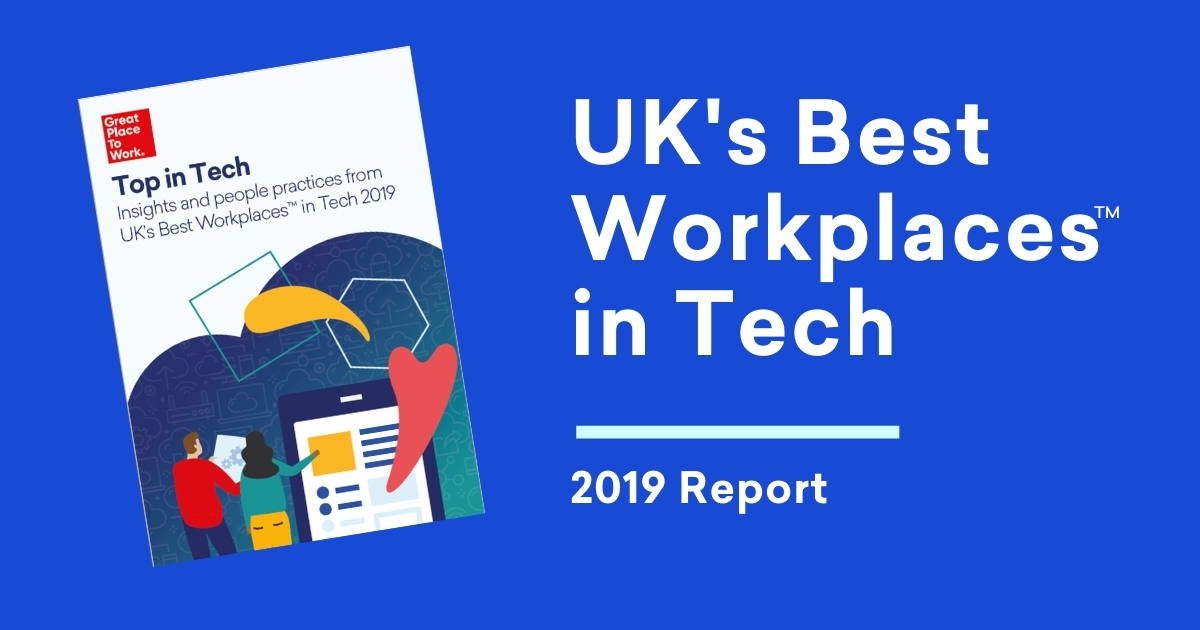 Great
Place
To
Work®
Top in Tech
Insights and people practices from
UK's Best Workplaces™ in Tech 2019
UK's Best
Workplaces™
in Tech
2019 Report